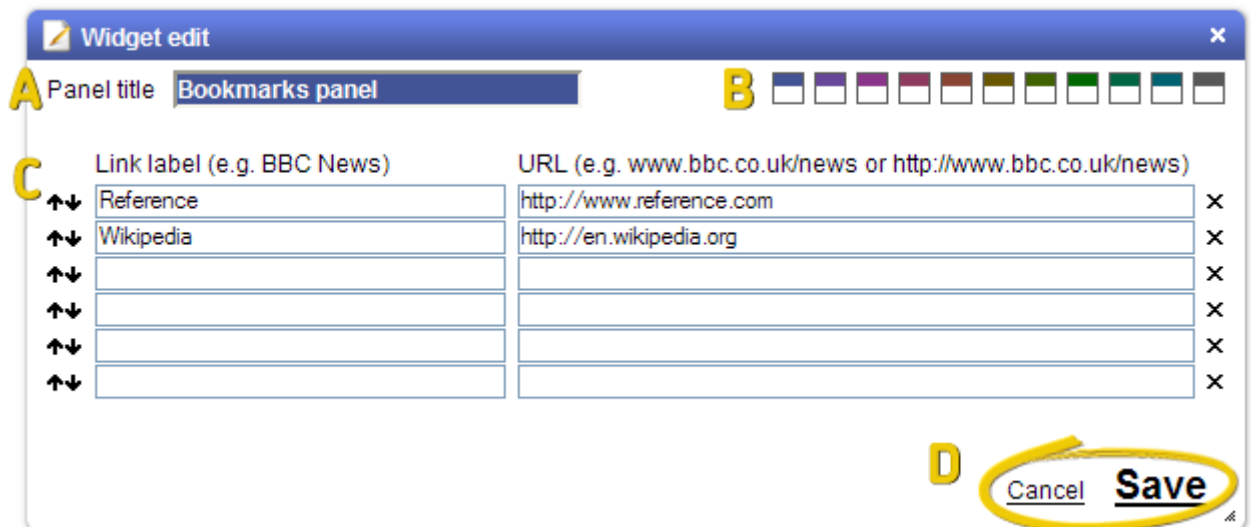 Widget edit
A Panel title Bookmarks panel B
C Link label (e.g. BBC News) URL (e.g. www.bbc.co.uk/news or http://www.bbc.co.uk/news)
Reference http://www.reference.com
Wikipedia http://en.wikipedia.org
D Cancel Save